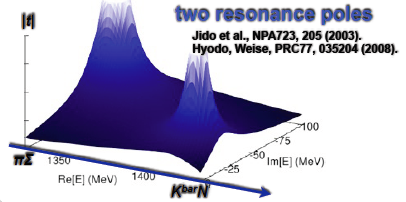 two resonance poles
|t|
Jido et al., NPA723, 205 (2003).
Hyodo, Weise, PRC77, 035204 (2008).
100
75
50
25
Im[E] (MeV)
πΣ
1350
Re[E] (MeV)
1400
KbarN